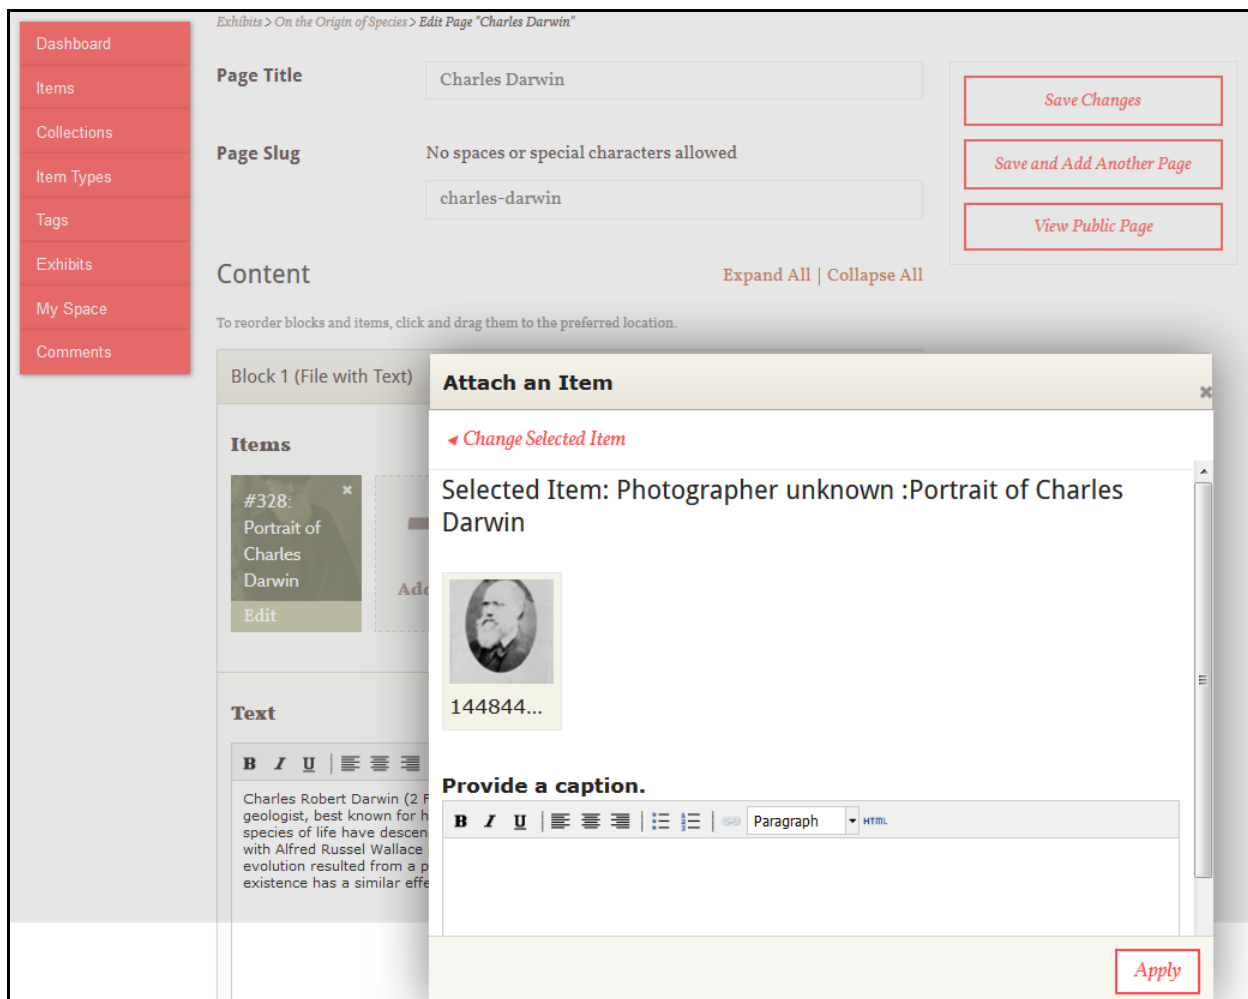 Exhibits > On the Origin of Species > Edit Page "Charles Darwin"
Dashboard
Items
Collections
Item Types
Tags
Exhibits
My Space
Comments
Page Title
Charles Darwin
Page Slug
No spaces or special characters allowed
charles-darwin
Save Changes
Save and Add Another Page
View Public Page
Content
Expand All | Collapse All
To reorder blocks and items, click and drag them to the preferred location.
Block 1 (File with Text)
Items
#328:
Portrait of
Charles
Darwin
Edit
Add
Text
B I U
Charles Robert Darwin (2 F
geologist, best known for h
species of life have descen
with Alfred Russel Wallace
evolution resulted from a p
existence has a similar effe
Attach an Item
Change Selected Item
Selected Item: Photographer unknown :Portrait of Charles
Darwin
144844...
Provide a caption.
B I U Paragraph HTML
Apply